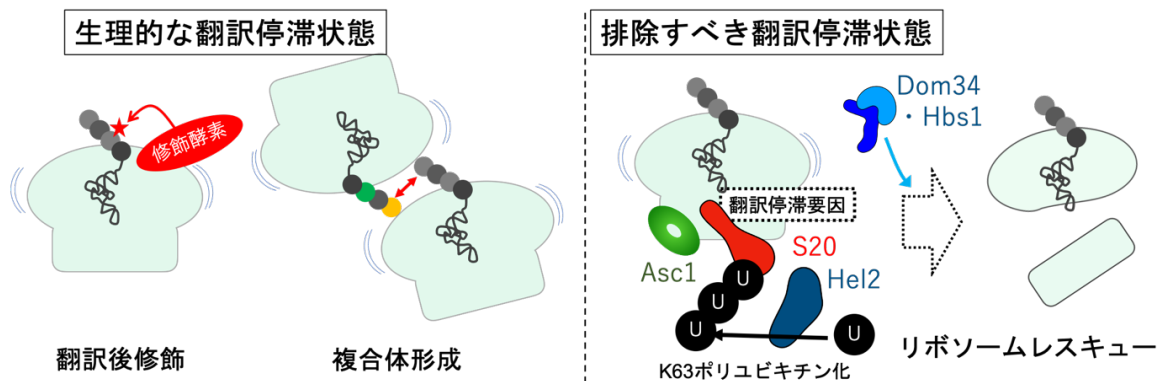 生理的な翻訳停滞状態
修飾酵素
翻訳後修飾
複合体形成
排除すべき翻訳停滞状態
Dom34
・Hbs1
翻訳停滞要因
S20
Asc1
Hel2
U
U
U
U
K63ポリユビキチン化
リボソームレスキュー